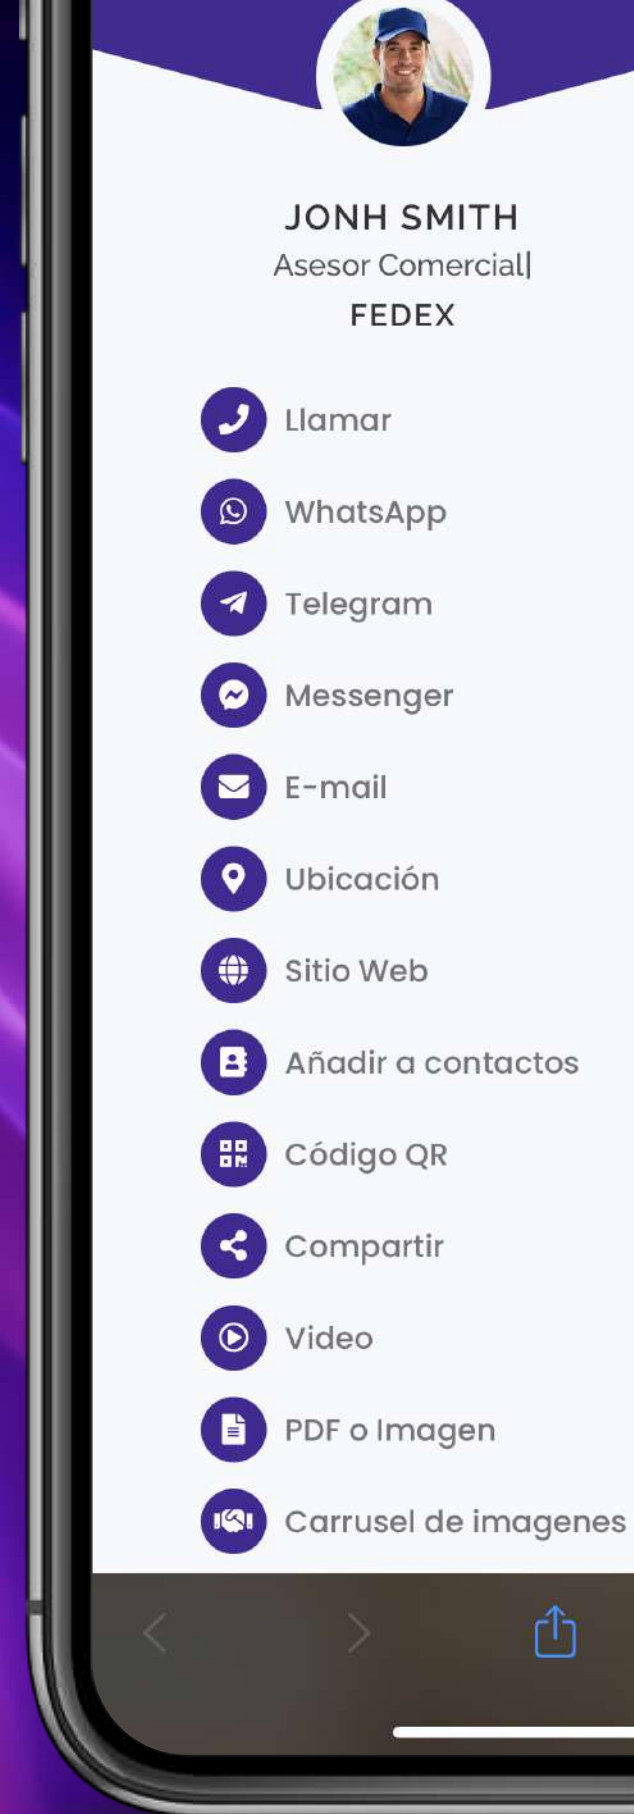 JONH SMITH
Asesor Comercial|
FEDEX
Llamar
WhatsApp
Telegram
Messenger
E-mail
Ubicación
Sitio Web
Añadir a contactos
Código QR
Compartir
Video
PDF o Imagen
Carrusel de imagenes